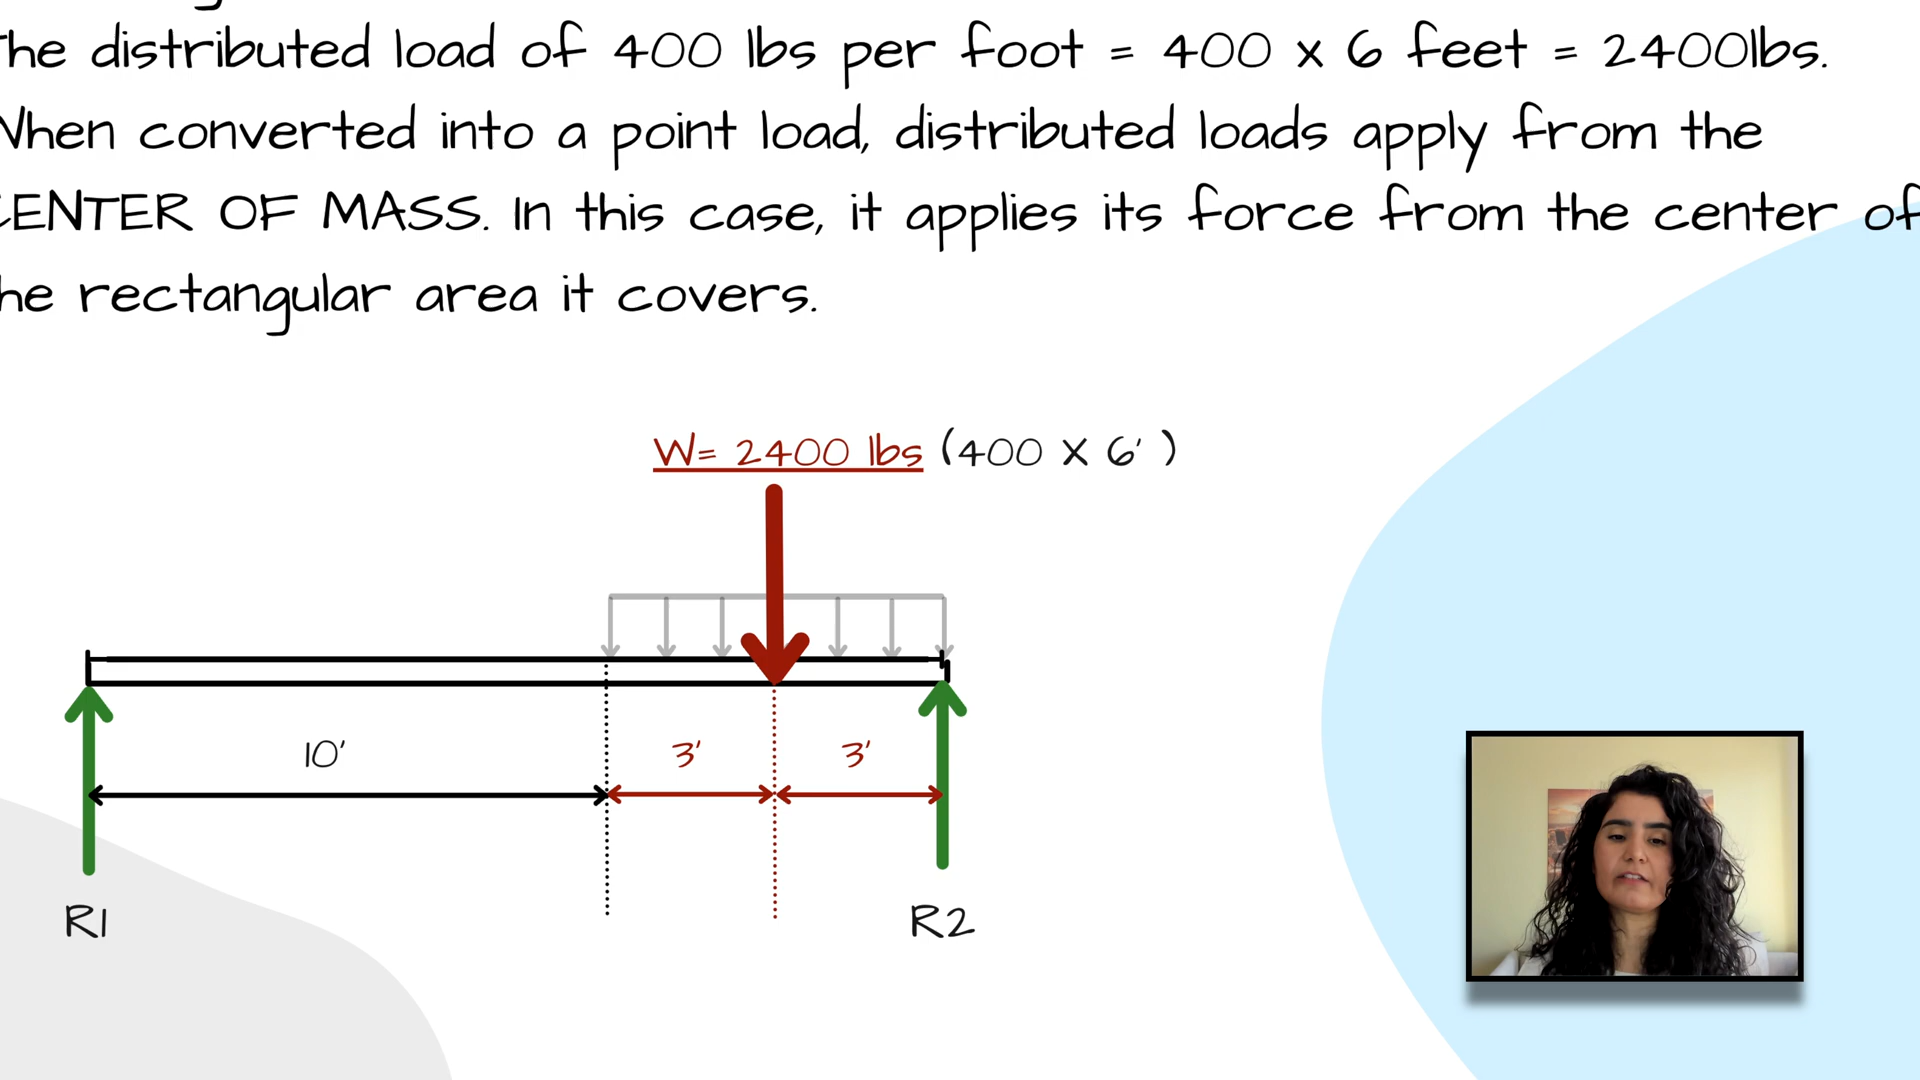 he distributed load of 400 lbs per foot = 400 x 6 feet = 2400lbs.
When converted into a point load, distributed loads apply from the
CENTER OF MASS. In this case, it applies its force from the center of
he rectangular area it covers.
W= 2400 lbs (400 X 6' )
10' 3' 3'
R1 R2